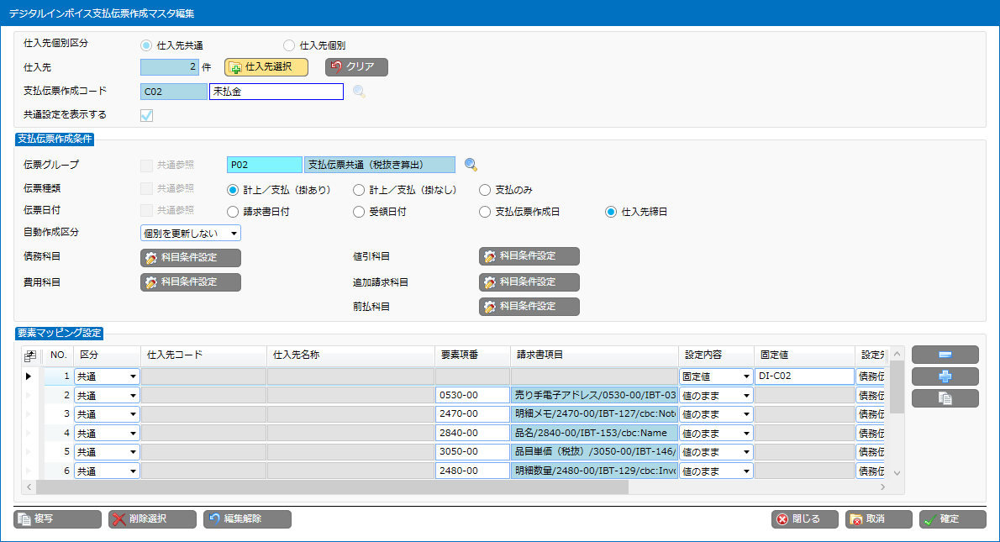 デジタルインボイス支払伝票作成マスタ編集
仕入先個別区分 仕入先共通 仕入先個別
仕入先 2 件 仕入先選択 クリア
支払伝票作成コード C02 未払金
共通設定を表示する
支払伝票作成条件
伝票グループ 共通参照 P02 支払伝票共通（税抜き算出）
伝票種類 共通参照 計上／支払（掛あり） 計上／支払（掛なし） 支払のみ
伝票日付 共通参照 請求書日付 受領日付 支払伝票作成日 仕入先締日
自動作成区分 個別を更新しない
債務科目 科目条件設定 値引科目 科目条件設定
費用科目 科目条件設定 追加請求科目 科目条件設定
前払科目 科目条件設定
要素マッピング設定
NO. 区分 仕入先コード 仕入先名称 要素項番 請求書項目 設定内容 固定値 設定
1 共通 固定値 DI-C02 債務伝
2 共通 0530-00 売り手電子アドレス/0530-00/IBT-03 値のまま 債務伝
3 共通 2470-00 明細メモ/2470-00/IBT-127/cbc:Not 値のまま 債務伝
4 共通 2840-00 品名/2840-00/IBT-153/cbc:Name 値のまま 債務伝
5 共通 3050-00 品目単価（税抜）/3050-00/IBT-146/ 値のまま 債務伝
6 共通 2480-00 明細数量/2480-00/IBT-129/cbc:Invo 値のまま 債務伝
複写 削除選択 編集解除 閉じる 取消 確定